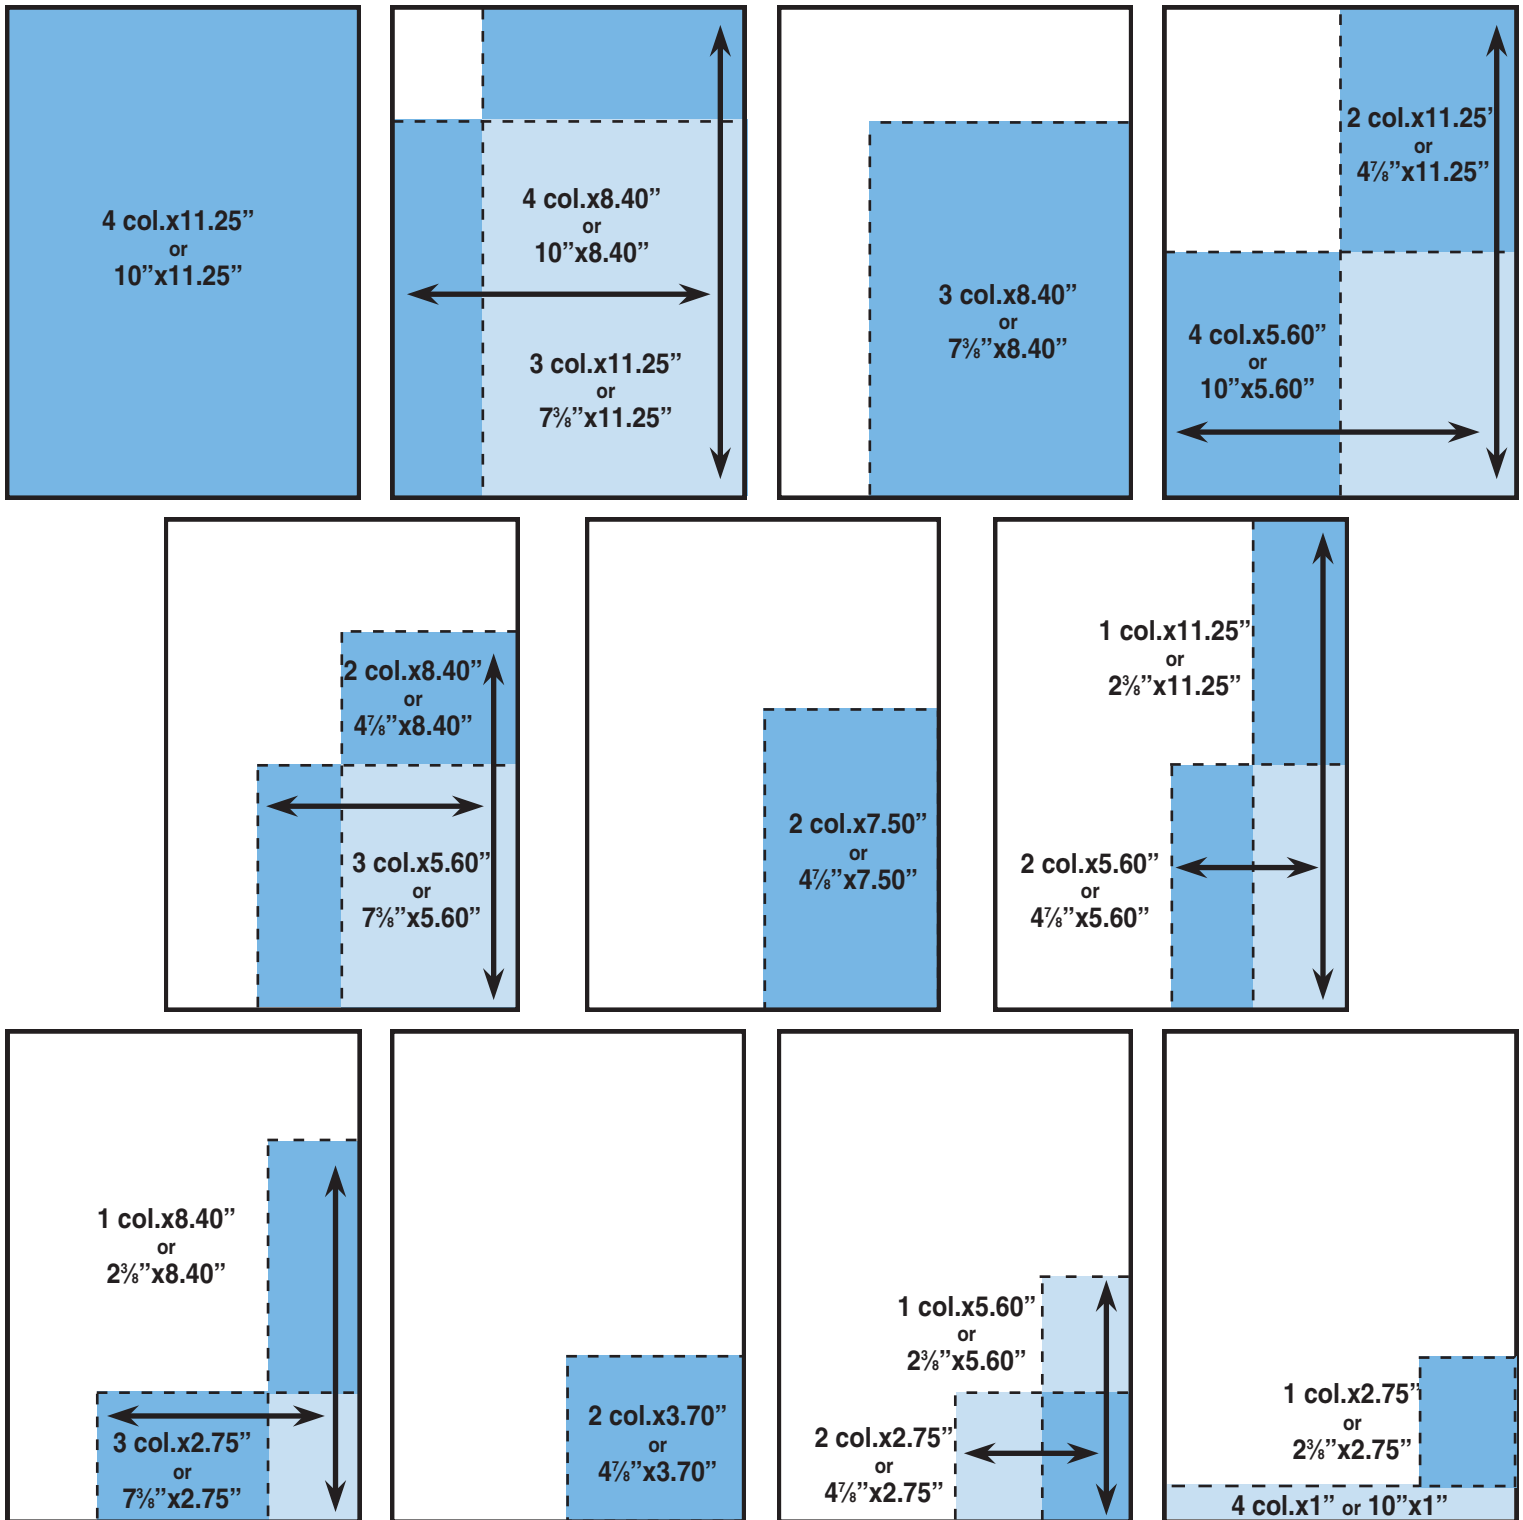 4 col.x11.25”
or
10”x11.25”
4 col.x8.40”
or
10”x8.40”
3 col.x11.25”
or
7⅜”x11.25”
3 col.x8.40”
or
7⅜”x8.40”
2 col.x11.25’
or
4⅞”x11.25”
4 col.x5.60”
or
10”x5.60”
2 col.x8.40”
or
4⅞”x8.40”
3 col.x5.60”
or
7⅜”x5.60”
2 col.x7.50”
or
4⅞”x7.50”
1 col.x11.25”
or
2⅜”x11.25”
2 col.x5.60”
or
4⅞”x5.60”
1 col.x8.40”
or
2⅜”x8.40”
3 col.x2.75”
or
7⅜”x2.75”
2 col.x3.70”
or
4⅞”x3.70”
1 col.x5.60”
or
2⅜”x5.60”
2 col.x2.75”
or
4⅞”x2.75”
1 col.x2.75”
or
2⅜”x2.75”
4 col.x1” or 10”x1”